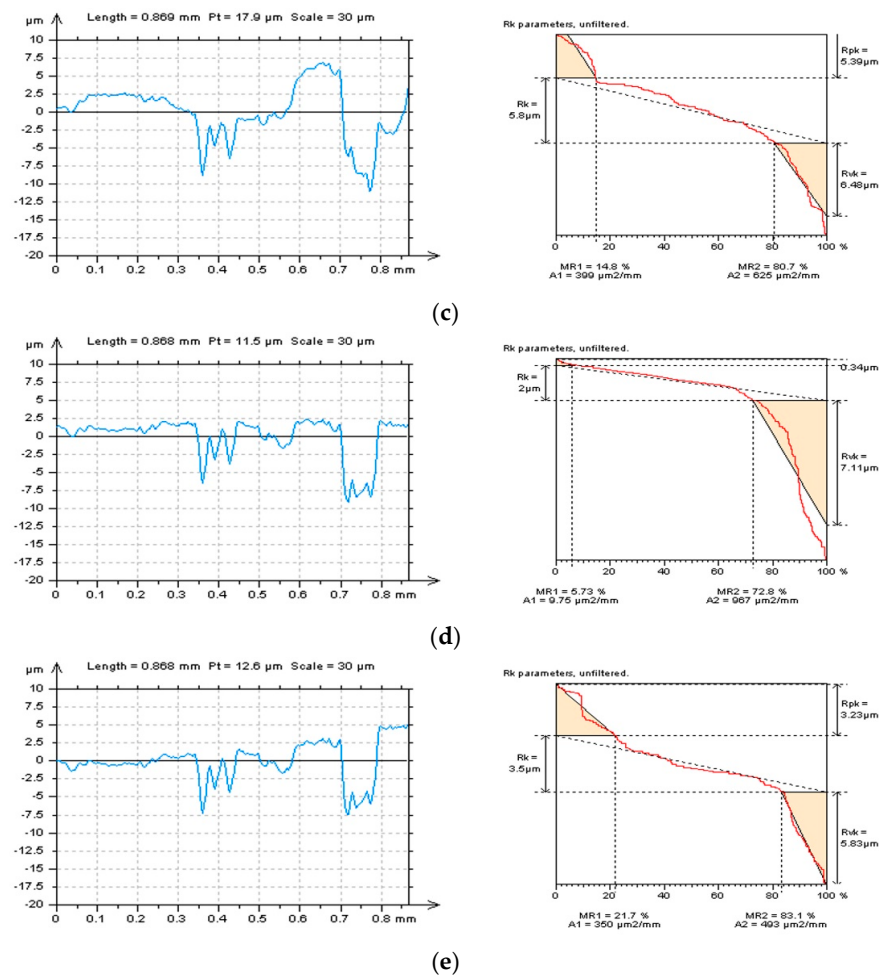 Length = 0.869 mm Pt = 17.9 µm Scale = 30 µm
µm
10
7.5
5
2.5
0
-2.5
-5
-7.5
-10
-12.5
-15
-17.5
-20
0 0.1 0.2 0.3 0.4 0.5 0.6 0.7 0.8 mm
Rk parameters, unfiltered.
Rpk =
5.39µm
Rk =
5.8µm
Rvk =
6.48µm
0 20 40 60 80 100 %
MR1 = 14.8 % MR2 = 80.7 %
A1 = 399 µm2/mm A2 = 625 µm2/mm
(c)
Length = 0.868 mm Pt = 11.5 µm Scale = 30 µm
µm
10
7.5
5
2.5
0
-2.5
-5
-7.5
-10
-12.5
-15
-17.5
-20
0 0.1 0.2 0.3 0.4 0.5 0.6 0.7 0.8 mm
Rk parameters, unfiltered.
0.34µm
Rk =
2µm
Rvk =
7.11µm
0 20 40 60 80 100 %
MR1 = 5.73 % MR2 = 72.8 %
A1 = 9.75 µm2/mm A2 = 967 µm2/mm
(d)
Length = 0.868 mm Pt = 12.6 µm Scale = 30 µm
µm
10
7.5
5
2.5
0
-2.5
-5
-7.5
-10
-12.5
-15
-17.5
-20
0 0.1 0.2 0.3 0.4 0.5 0.6 0.7 0.8 mm
Rk parameters, unfiltered.
Rpk =
3.23µm
Rk =
3.5µm
Rvk =
5.83µm
0 20 40 60 80 100 %
MR1 = 21.7 % MR2 = 83.1 %
A1 = 350 µm2/mm A2 = 493 µm2/mm
(e)